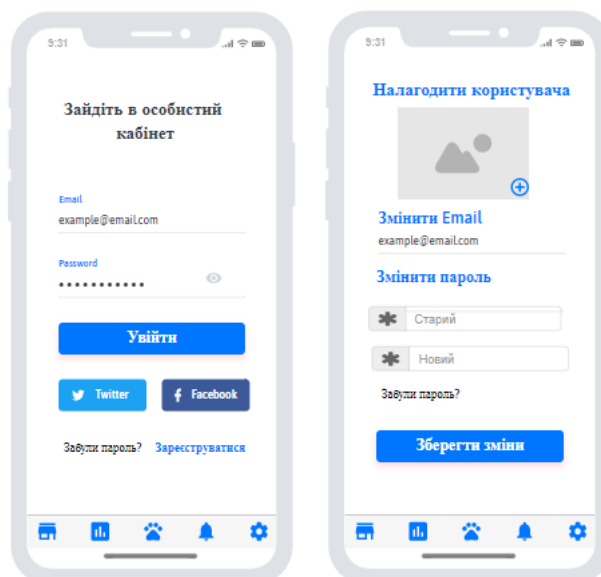 9:31
Зайдіть в особистий
кабінет
Email
example@email.com
Password
Увійти
Twitter
Facebook
Забули пароль? Зареєструватися
9:31
Налагодити користувача
Змінити Email
example@email.com
Змінити пароль
Старий
Новий
Забули пароль?
Зберегти зміни